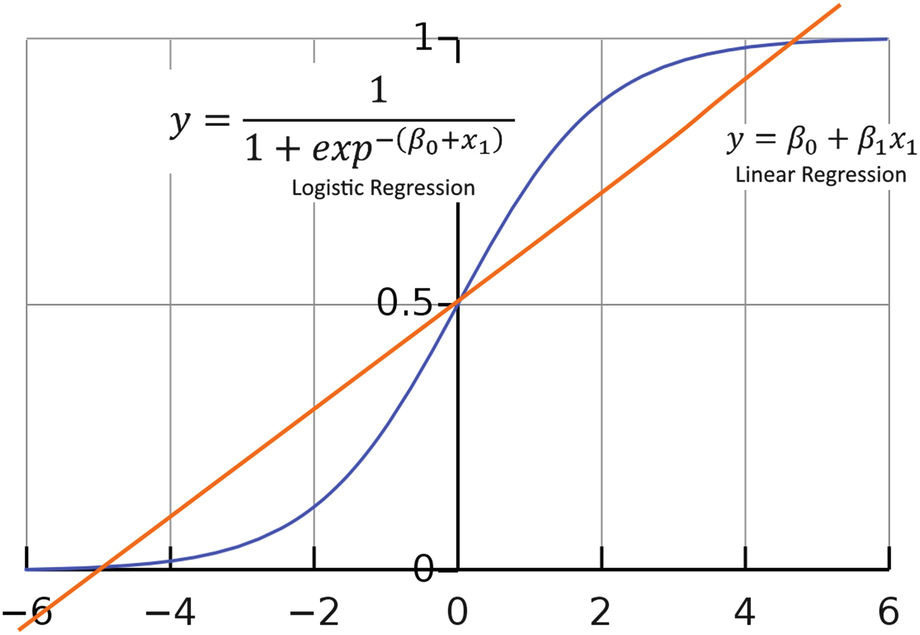 1
y = 1 / 1 + exp^−(β₀+x₁)
Logistic Regression
y = β₀ + β₁x₁
Linear Regression
0.5
0
−6 −4 −2 0 2 4 6